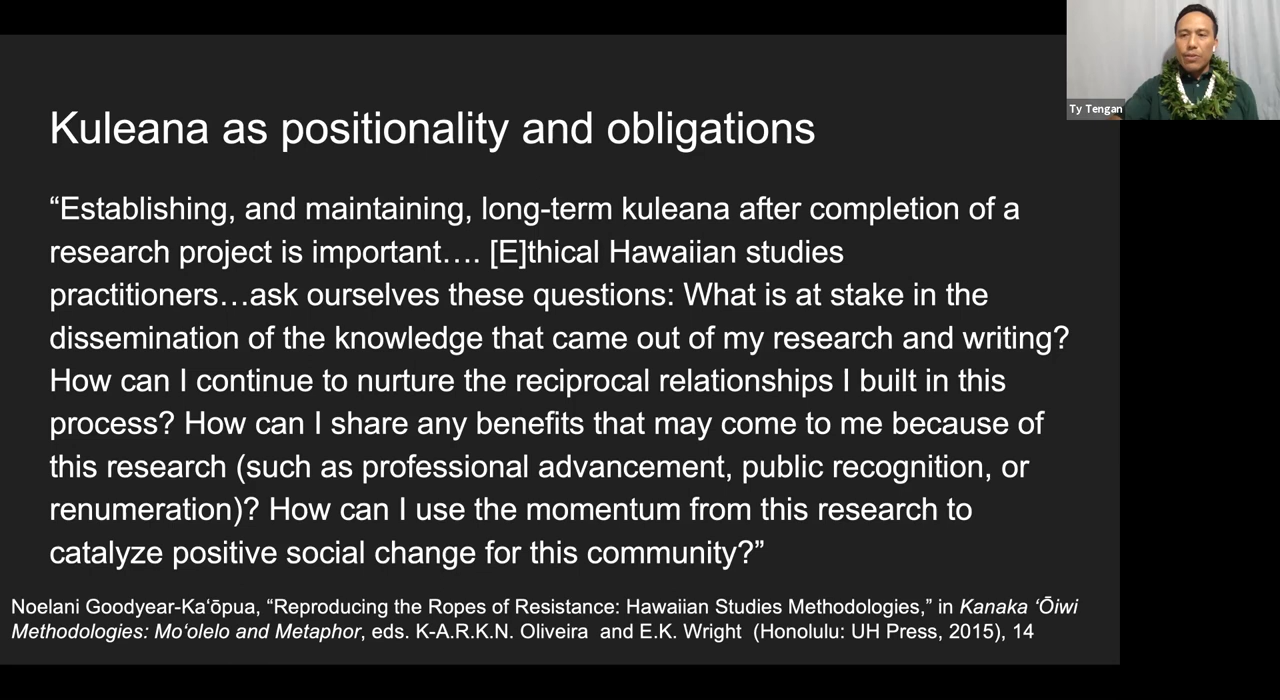 Ty Tengan
Kuleana as positionality and obligations
“Establishing, and maintaining, long-term kuleana after completion of a
research project is important…. [E]thical Hawaiian studies
practitioners…ask ourselves these questions: What is at stake in the
dissemination of the knowledge that came out of my research and writing?
How can I continue to nurture the reciprocal relationships I built in this
process? How can I share any benefits that may come to me because of
this research (such as professional advancement, public recognition, or
renumeration)? How can I use the momentum from this research to
catalyze positive social change for this community?”
Noelani Goodyear-Kaʻōpua, “Reproducing the Ropes of Resistance: Hawaiian Studies Methodologies,” in Kanaka ʻŌiwi
Methodologies: Moʻolelo and Metaphor, eds. K-A.R.K.N. Oliveira and E.K. Wright (Honolulu: UH Press, 2015), 14